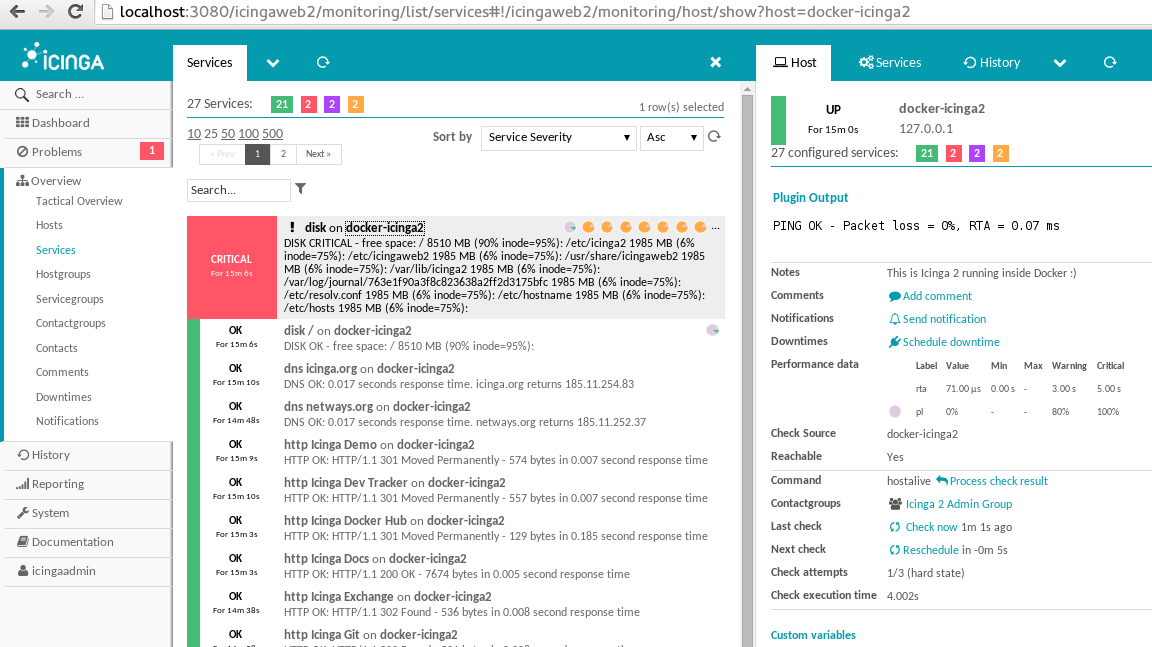 localhost:3080/icingaweb2/monitoring/list/services#!/icingaweb2/monitoring/host/show?host=docker-icinga2
ICINGA
Search ...
Dashboard
Problems 1
Overview
Tactical Overview
Hosts
Services
Hostgroups
Servicegroups
Contactgroups
Contacts
Comments
Downtimes
Notifications
History
Reporting
System
Documentation
icingaadmin
Services
27 Services: 21 2 2 2
1 row(s) selected
10 25 50 100 500
« Prev 1 2 Next »
Sort by Service Severity Asc
Search...
CRITICAL
For 15m 6s
! disk on docker-icinga2 ...
DISK CRITICAL - free space: / 8510 MB (90% inode=95%): /etc/icinga2 1985 MB (6%
inode=75%): /etc/icingaweb2 1985 MB (6% inode=75%): /usr/share/icingaweb2 1985
MB (6% inode=75%): /var/lib/icinga2 1985 MB (6% inode=75%):
/var/log/journal/763e1f90a3f8c823638a2ff2d3175bfc 1985 MB (6% inode=75%):
/etc/resolv.conf 1985 MB (6% inode=75%): /etc/hostname 1985 MB (6% inode=75%):
/etc/hosts 1985 MB (6% inode=75%):
OK
For 15m 6s
disk / on docker-icinga2
DISK OK - free space: / 8510 MB (90% inode=95%):
OK
For 15m 10s
dns icinga.org on docker-icinga2
DNS OK: 0.017 seconds response time. icinga.org returns 185.11.254.83
OK
For 14m 48s
dns netways.org on docker-icinga2
DNS OK: 0.017 seconds response time. netways.org returns 185.11.252.37
OK
For 15m 9s
http Icinga Demo on docker-icinga2
HTTP OK: HTTP/1.1 301 Moved Permanently - 574 bytes in 0.007 second response time
OK
For 15m 10s
http Icinga Dev Tracker on docker-icinga2
HTTP OK: HTTP/1.1 301 Moved Permanently - 557 bytes in 0.007 second response time
OK
For 15m 3s
http Icinga Docker Hub on docker-icinga2
HTTP OK: HTTP/1.1 301 Moved Permanently - 129 bytes in 0.185 second response time
OK
For 15m 3s
http Icinga Docs on docker-icinga2
HTTP OK: HTTP/1.1 200 OK - 7674 bytes in 0.005 second response time
OK
For 14m 38s
http Icinga Exchange on docker-icinga2
HTTP OK: HTTP/1.1 302 Found - 536 bytes in 0.008 second response time
OK
http Icinga Git on docker-icinga2
Host Services History
UP
For 15m 0s
docker-icinga2
127.0.0.1
27 configured services: 21 2 2 2
Plugin Output
PING OK - Packet loss = 0%, RTA = 0.07 ms
Notes This is Icinga 2 running inside Docker :)
Comments Add comment
Notifications Send notification
Downtimes Schedule downtime
Performance data Label Value Min Max Warning Critical
rta 71.00 µs 0.00 s - 3.00 s 5.00 s
pl 0% - - 80% 100%
Check Source docker-icinga2
Reachable Yes
Command hostalive Process check result
Contactgroups Icinga 2 Admin Group
Last check Check now 1m 1s ago
Next check Reschedule in -0m 5s
Check attempts 1/3 (hard state)
Check execution time 4.002s
Custom variables